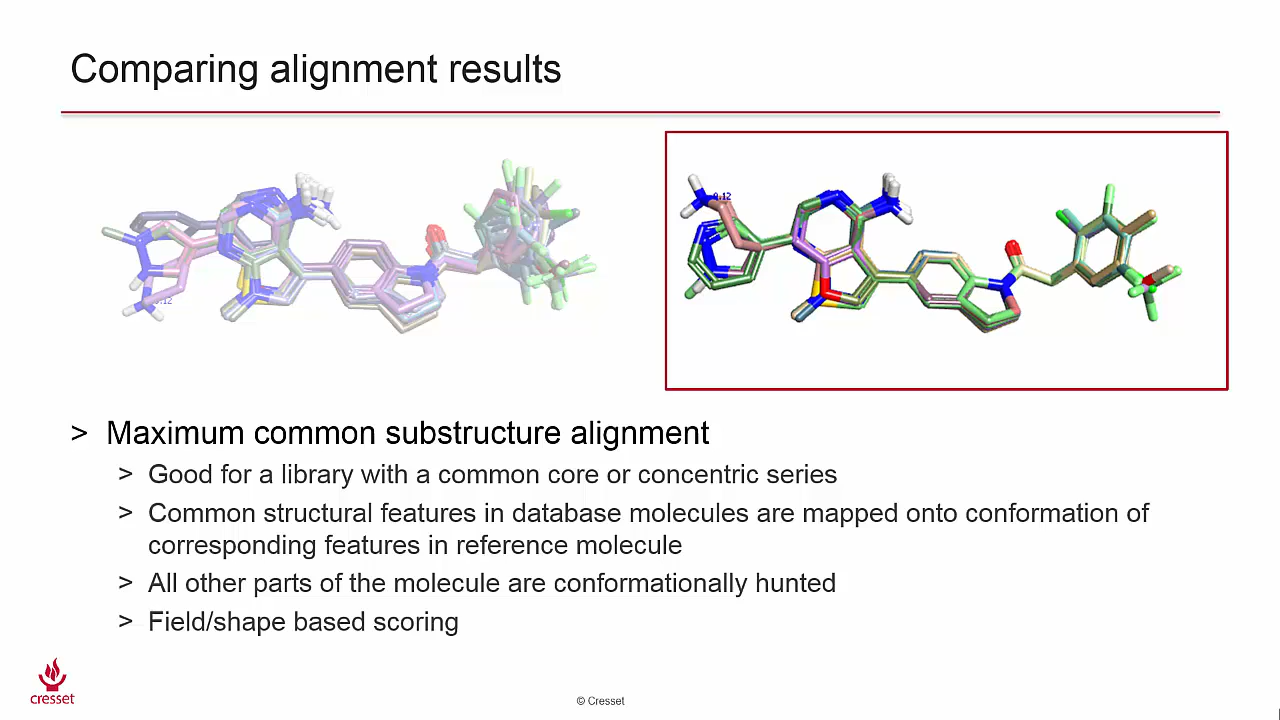 Comparing alignment results
9.12
> Maximum common substructure alignment
> Good for a library with a common core or concentric series
> Common structural features in database molecules are mapped onto conformation of
corresponding features in reference molecule
> All other parts of the molecule are conformationally hunted
> Field/shape based scoring
cresset
© Cresset